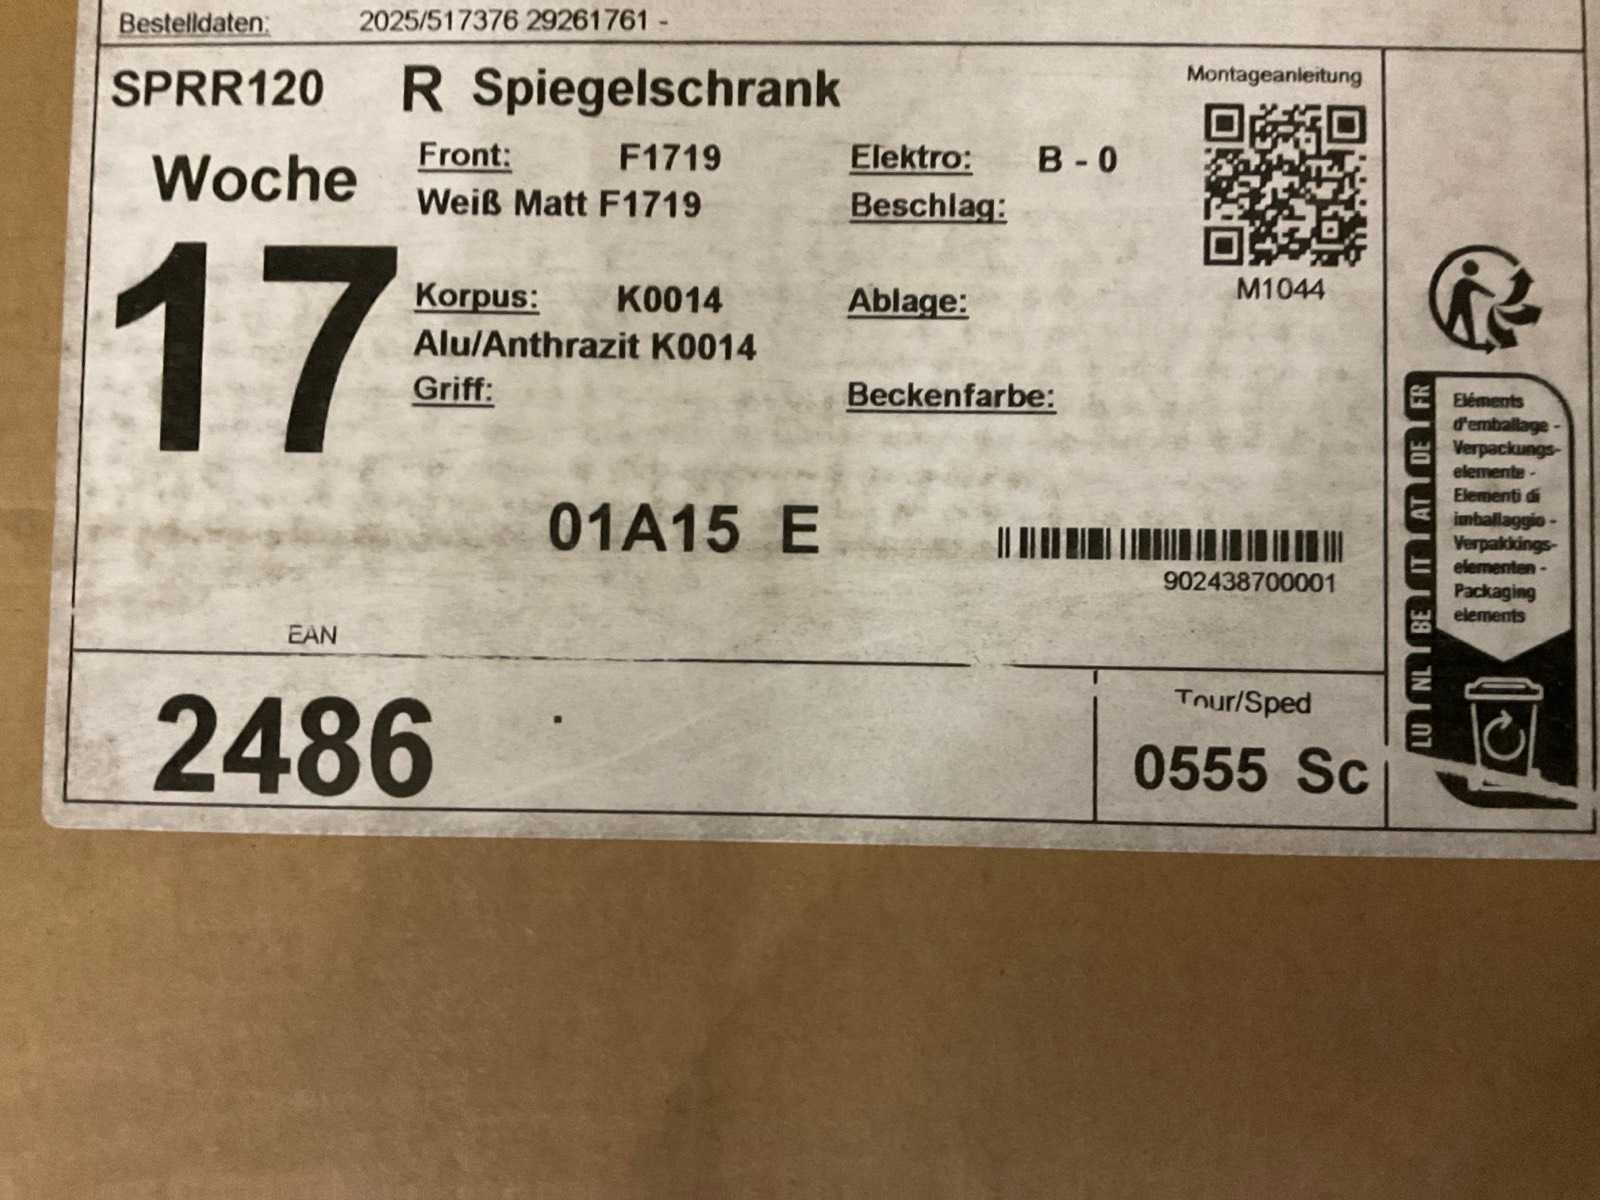 Bestelldaten: 2025/517376 29261761 -
SPRR120 R Spiegelschrank
Montageanleitung
Woche
17
Front: F1719
Weiß Matt F1719
Elektro: B - 0
Beschlag:
M1044
Korpus: K0014
Alu/Anthrazit K0014
Ablage:
Griff:
Beckenfarbe:
01A15 E
902438700001
EAN
2486
Tour/Sped
0555 Sc
FR
DE
AT
IT
BE
NL
LU
Eléments
d'emballage -
Verpackungs-
elemente -
Elementi di
imballaggio -
Verpakkings-
elementen -
Packaging
elements